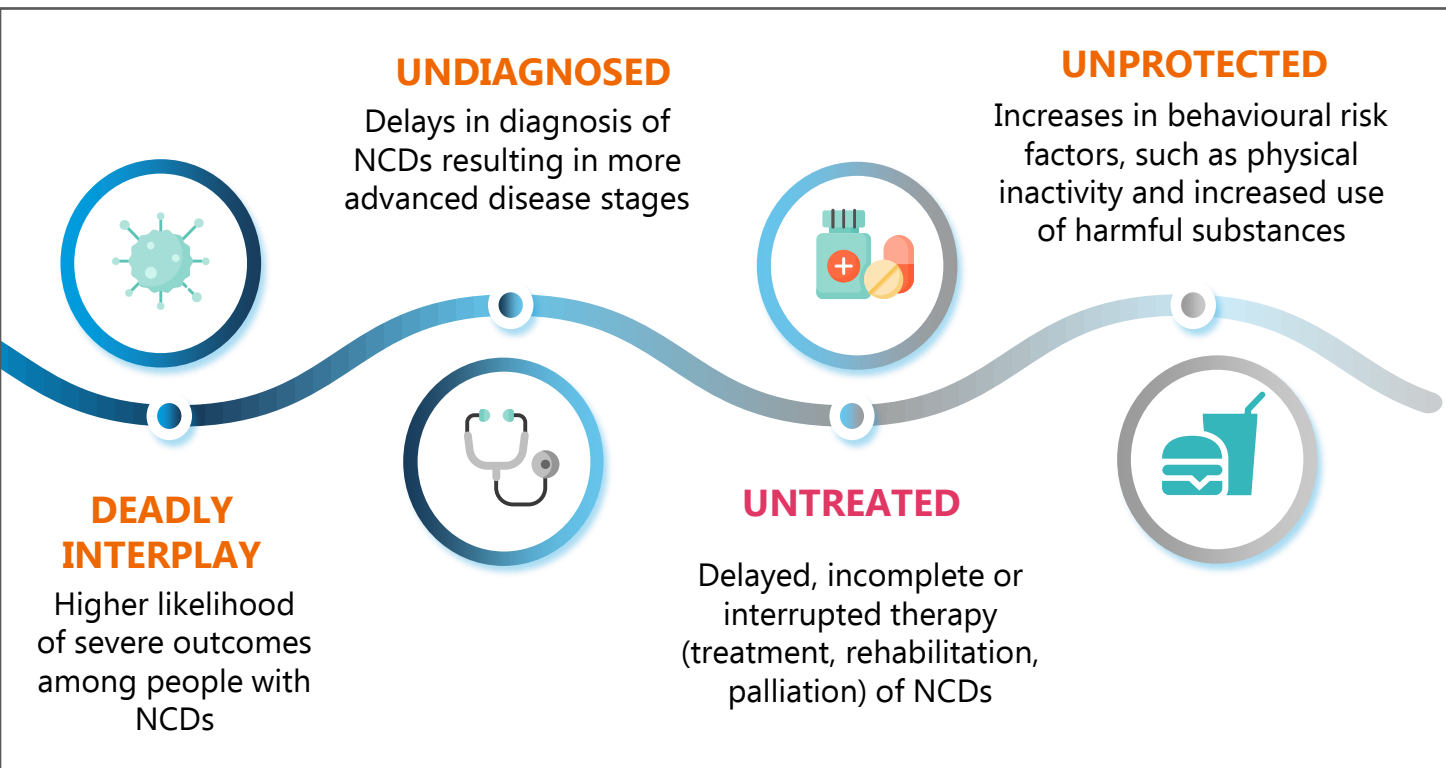 DEADLY
INTERPLAY
Higher likelihood
of severe outcomes
among people with
NCDs
UNDIAGNOSED
Delays in diagnosis of
NCDs resulting in more
advanced disease stages
UNTREATED
Delayed, incomplete or
interrupted therapy
(treatment, rehabilitation,
palliation) of NCDs
UNPROTECTED
Increases in behavioural risk
factors, such as physical
inactivity and increased use
of harmful substances